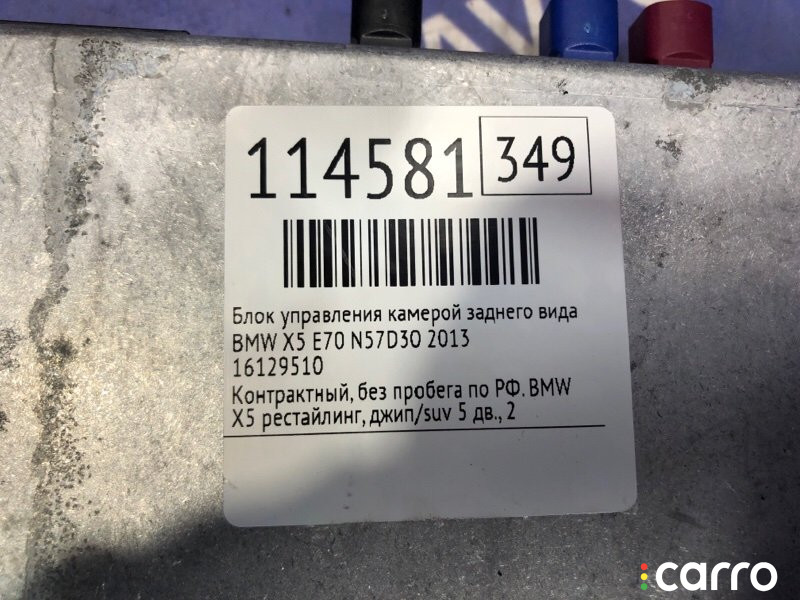 114581 349
Блок управления камерой заднего вида
BMW X5 E70 N57D30 2013
16129510
Контрактный, без пробега по РФ. BMW
X5 рестайлинг, джип/suv 5 дв., 2
carro